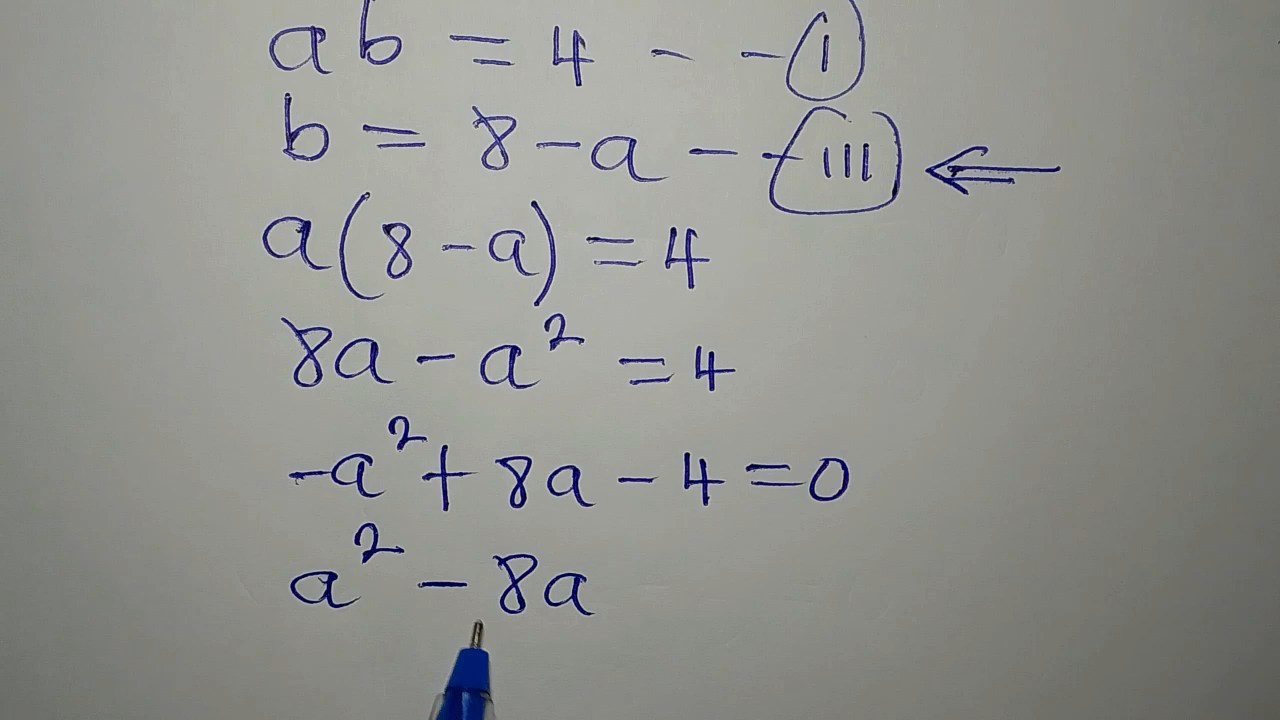 ab = 4 - - (I)
b = 8 - a - - (III) ⇐
a(8 - a) = 4
8a - a² = 4
-a² + 8a - 4 = 0
a² - 8a